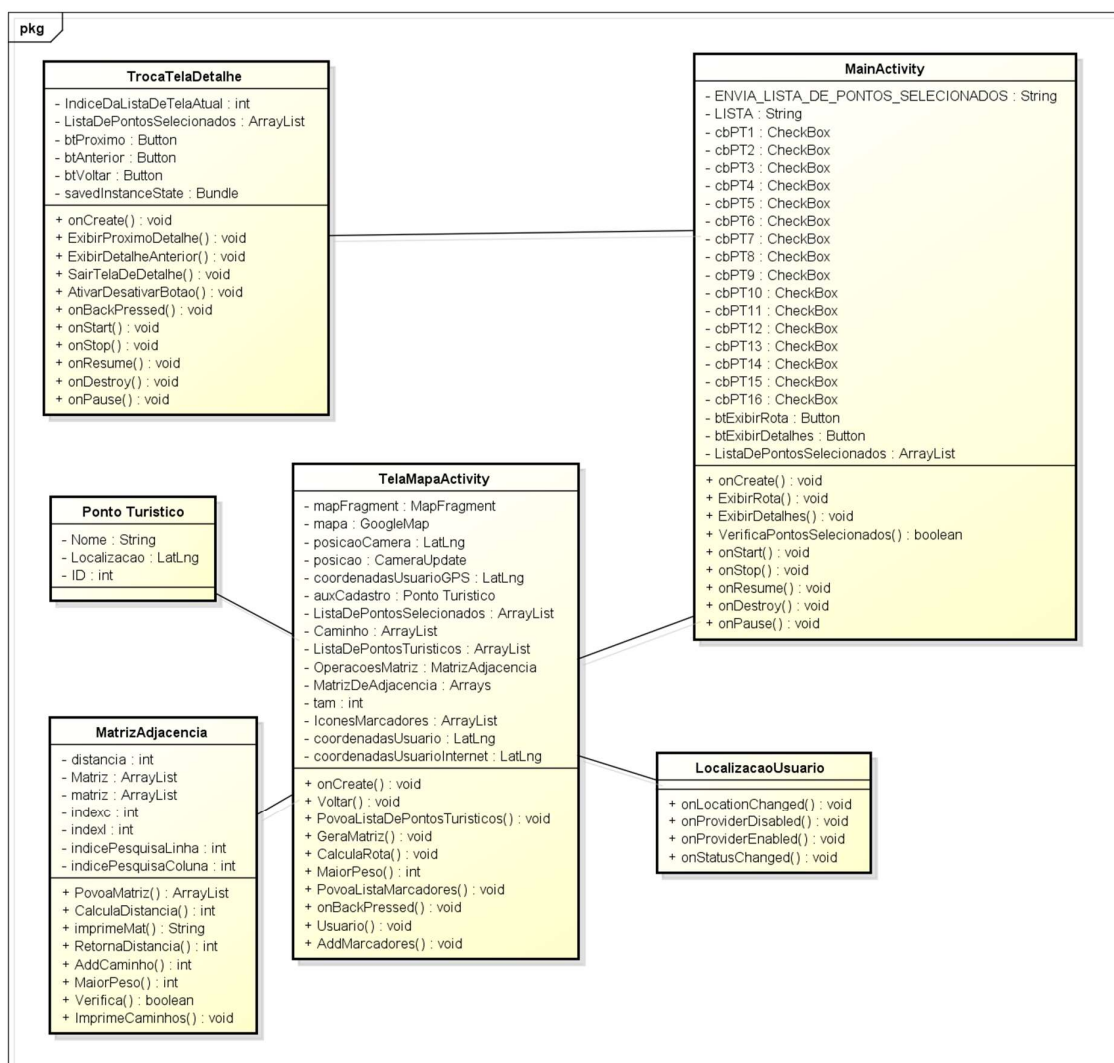 pkg
TrocaTelaDetalhe
- IndiceDaListaDeTelaAtual : int
- ListaDePontosSelecionados : ArrayList
- btProximo : Button
- btAnterior : Button
- btVoltar : Button
- savedInstanceState : Bundle
+ onCreate() : void
+ ExibirProximoDetalhe() : void
+ ExibirDetalheAnterior() : void
+ SairTelaDeDetalhe() : void
+ AtivarDesativarBotao() : void
+ onBackPressed() : void
+ onStart() : void
+ onStop() : void
+ onResume() : void
+ onDestroy() : void
+ onPause() : void
MainActivity
- ENVIA_LISTA_DE_PONTOS_SELECIONADOS : String
- LISTA : String
- cbPT1 : CheckBox
- cbPT2 : CheckBox
- cbPT3 : CheckBox
- cbPT4 : CheckBox
- cbPT5 : CheckBox
- cbPT6 : CheckBox
- cbPT7 : CheckBox
- cbPT8 : CheckBox
- cbPT9 : CheckBox
- cbPT10 : CheckBox
- cbPT11 : CheckBox
- cbPT12 : CheckBox
- cbPT13 : CheckBox
- cbPT14 : CheckBox
- cbPT15 : CheckBox
- cbPT16 : CheckBox
- btExibirRota : Button
- btExibirDetalhes : Button
- ListaDePontosSelecionados : ArrayList
+ onCreate() : void
+ ExibirRota() : void
+ ExibirDetalhes() : void
+ VerificaPontosSelecionados() : boolean
+ onStart() : void
+ onStop() : void
+ onResume() : void
+ onDestroy() : void
+ onPause() : void
Ponto Turistico
- Nome : String
- Localizacao : LatLng
- ID : int
TelaMapaActivity
- mapFragment : MapFragment
- mapa : GoogleMap
- posicaoCamera : LatLng
- posicao : CameraUpdate
- coordenadasUsuarioGPS : LatLng
- auxCadastro : Ponto Turistico
- ListaDePontosSelecionados : ArrayList
- Caminho : ArrayList
- ListaDePontosTuristicos : ArrayList
- OperacoesMatriz : MatrizAdjacencia
- MatrizDeAdjacencia : Arrays
- tam : int
- IconesMarcadores : ArrayList
- coordenadasUsuario : LatLng
- coordenadasUsuarioInternet : LatLng
+ onCreate() : void
+ Voltar() : void
+ PovoaListaDePontosTuristicos() : void
+ GeraMatriz() : void
+ CalculaRota() : void
+ MaiorPeso() : int
+ PovoaListaMarcadores() : void
+ onBackPressed() : void
+ Usuario() : void
+ AddMarcadores() : void
MatrizAdjacencia
- distancia : int
- Matriz : ArrayList
- matriz : ArrayList
- indexc : int
- indexl : int
- indicePesquisaLinha : int
- indicePesquisaColuna : int
+ PovoaMatriz() : ArrayList
+ CalculaDistancia() : int
+ imprimeMat() : String
+ RetornaDistancia() : int
+ AddCaminho() : int
+ MaiorPeso() : int
+ Verifica() : boolean
+ ImprimeCaminhos() : void
LocalizacaoUsuario
+ onLocationChanged() : void
+ onProviderDisabled() : void
+ onProviderEnabled() : void
+ onStatusChanged() : void